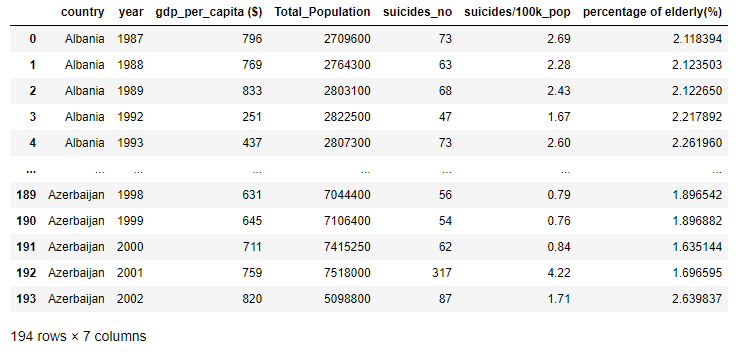 country year gdp_per_capita ($) Total_Population suicides_no suicides/100k_pop percentage of elderly(%)
0 Albania 1987 796 2709600 73 2.69 2.118394
1 Albania 1988 769 2764300 63 2.28 2.123503
2 Albania 1989 833 2803100 68 2.43 2.122650
3 Albania 1992 251 2822500 47 1.67 2.217892
4 Albania 1993 437 2807300 73 2.60 2.261960
... ... ... ... ... ... ... ...
189 Azerbaijan 1998 631 7044400 56 0.79 1.896542
190 Azerbaijan 1999 645 7106400 54 0.76 1.896882
191 Azerbaijan 2000 711 7415250 62 0.84 1.635144
192 Azerbaijan 2001 759 7518000 317 4.22 1.696595
193 Azerbaijan 2002 820 5098800 87 1.71 2.639837
194 rows × 7 columns